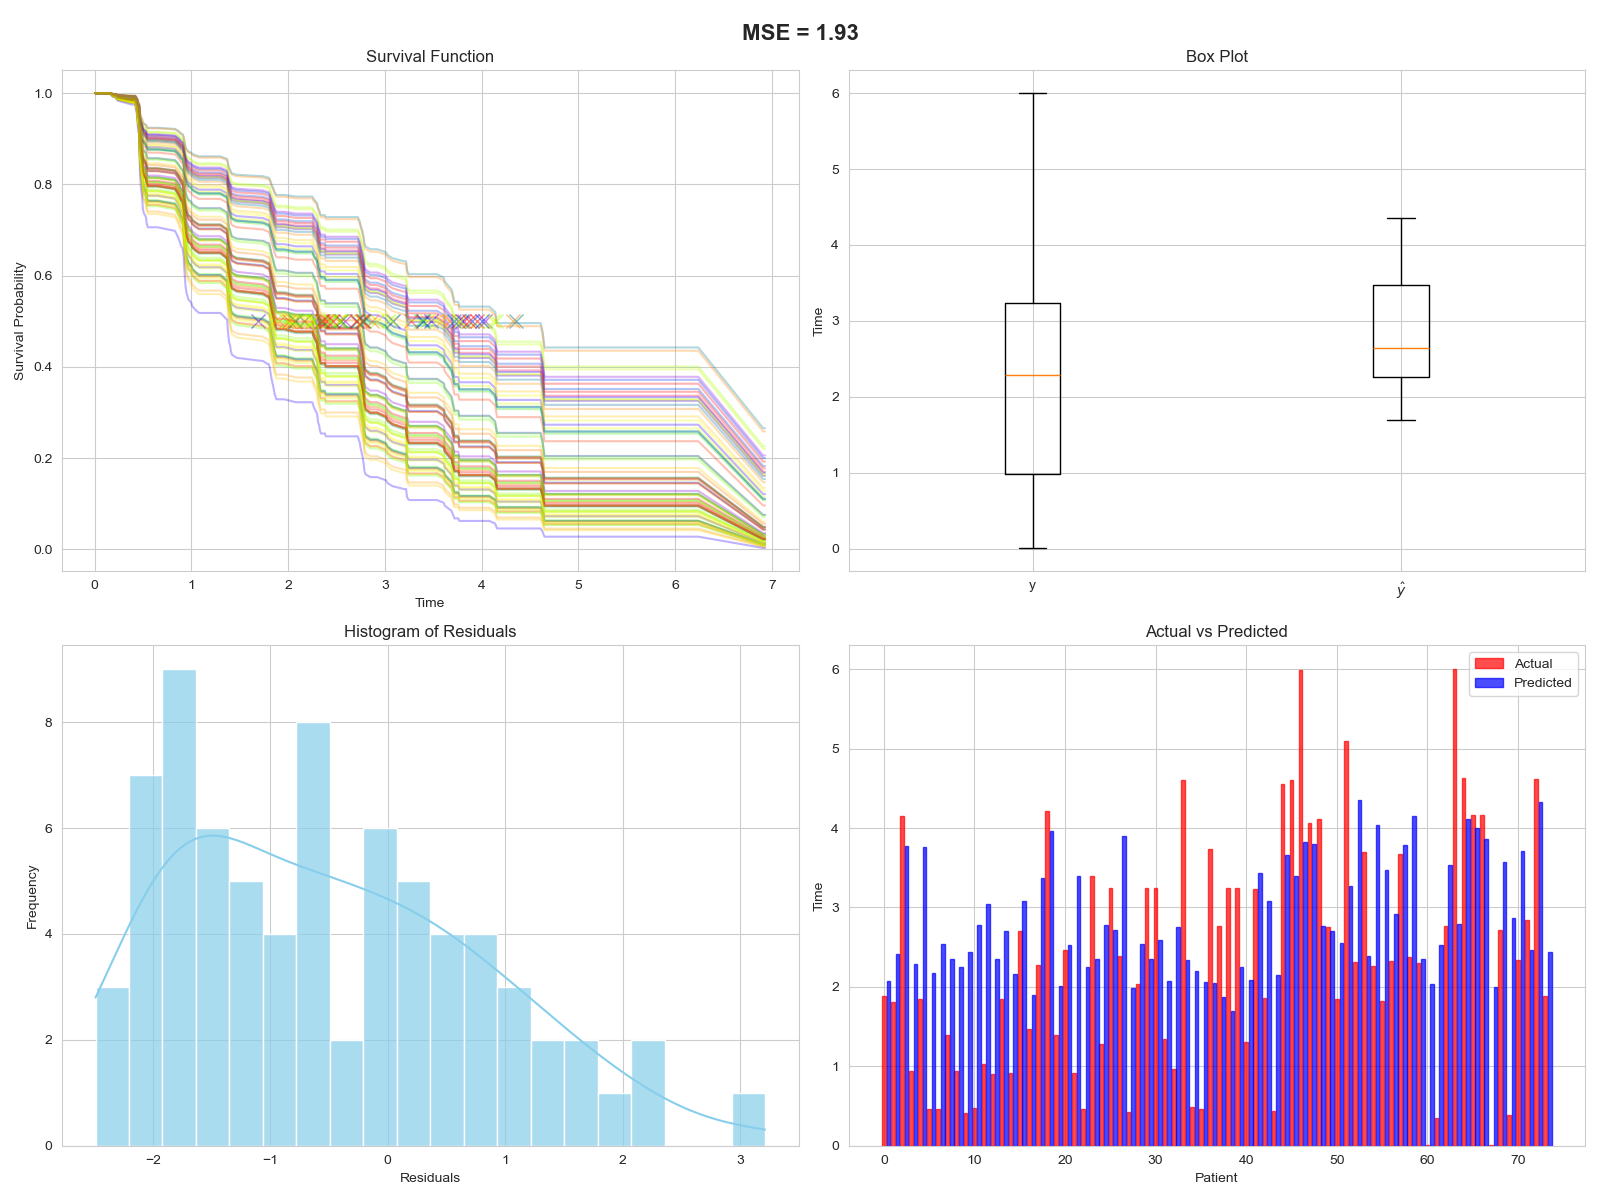 MSE = 1.93
Survival Function
Survival Probability
1.0
0.8
0.6
0.4
0.2
0.0
0 1 2 3 4 5 6 7
Time
Box Plot
Time
6
5
4
3
2
1
0
y ŷ
Histogram of Residuals
Frequency
8
6
4
2
0
−2 −1 0 1 2 3
Residuals
Actual vs Predicted
Actual
Predicted
Time
6
5
4
3
2
1
0
0 10 20 30 40 50 60 70
Patient